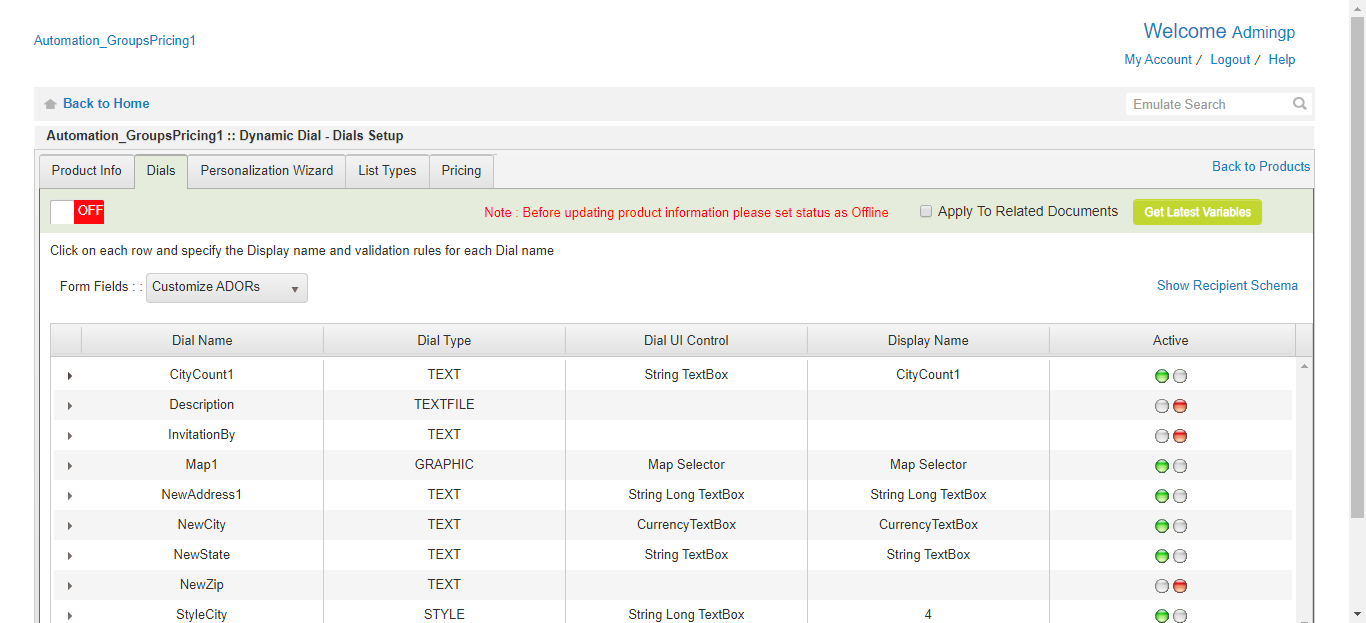 Automation_GroupsPricing1
Welcome Admingp
My Account / Logout / Help
Back to Home
Emulate Search
Automation_GroupsPricing1 :: Dynamic Dial - Dials Setup
Product Info Dials Personalization Wizard List Types Pricing
Back to Products
OFF
Note : Before updating product information please set status as Offline
Apply To Related Documents
Get Latest Variables
Click on each row and specify the Display name and validation rules for each Dial name
Form Fields : : Customize ADORs
Show Recipient Schema
Dial Name Dial Type Dial UI Control Display Name Active
CityCount1 TEXT String TextBox CityCount1
Description TEXTFILE
InvitationBy TEXT
Map1 GRAPHIC Map Selector Map Selector
NewAddress1 TEXT String Long TextBox String Long TextBox
NewCity TEXT CurrencyTextBox CurrencyTextBox
NewState TEXT String TextBox String TextBox
NewZip TEXT
StyleCity STYLE String Long TextBox 4